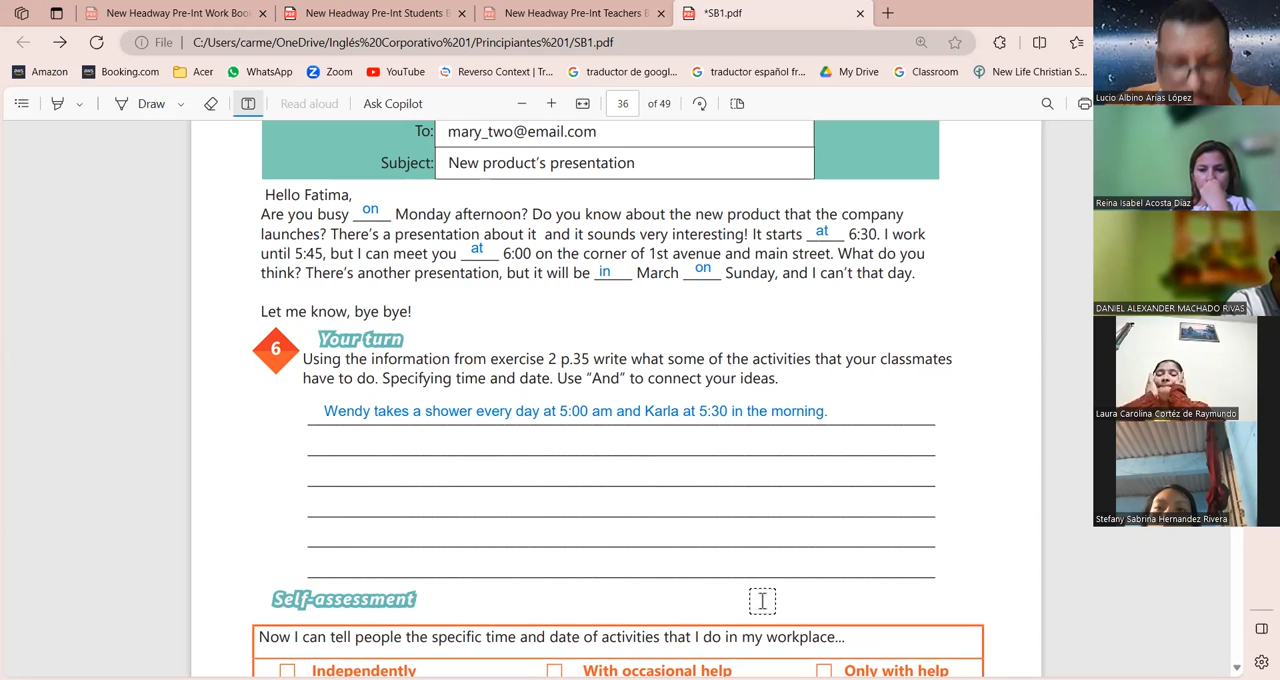 New Headway Pre-Int Work Boo
New Headway Pre-Int Students E
New Headway Pre-Int Teachers E
*SB1.pdf
File
C:/Users/carme/OneDrive/Inglés%20Corporativo%201/Principiantes%201/SB1.pdf
Amazon
Booking.com
Acer
WhatsApp
Zoom
YouTube
Reverso Context | Tr...
traductor de googl...
traductor español fr...
My Drive
Classroom
New Life Christian S...
Draw
Read aloud
Ask Copilot
36 of 49
To: mary_two@email.com
Subject: New product's presentation
Hello Fatima,
Are you busy on Monday afternoon? Do you know about the new product that the company
launches? There's a presentation about it and it sounds very interesting! It starts at 6:30. I work
until 5:45, but I can meet you at 6:00 on the corner of 1st avenue and main street. What do you
think? There's another presentation, but it will be in March on Sunday, and I can't that day.
Let me know, bye bye!
6
Your turn
Using the information from exercise 2 p.35 write what some of the activities that your classmates
have to do. Specifying time and date. Use "And" to connect your ideas.
Wendy takes a shower every day at 5:00 am and Karla at 5:30 in the morning.
Self-assessment
Now I can tell people the specific time and date of activities that I do in my workplace...
Independently
With occasional help
Only with help
Lucio Albino Arias López
Reina Isabel Acosta Diaz
DANIEL ALEXANDER MACHADO RIVAS
Laura Carolina Cortéz de Raymundo
Stefany Sabrina Hernandez Rivera